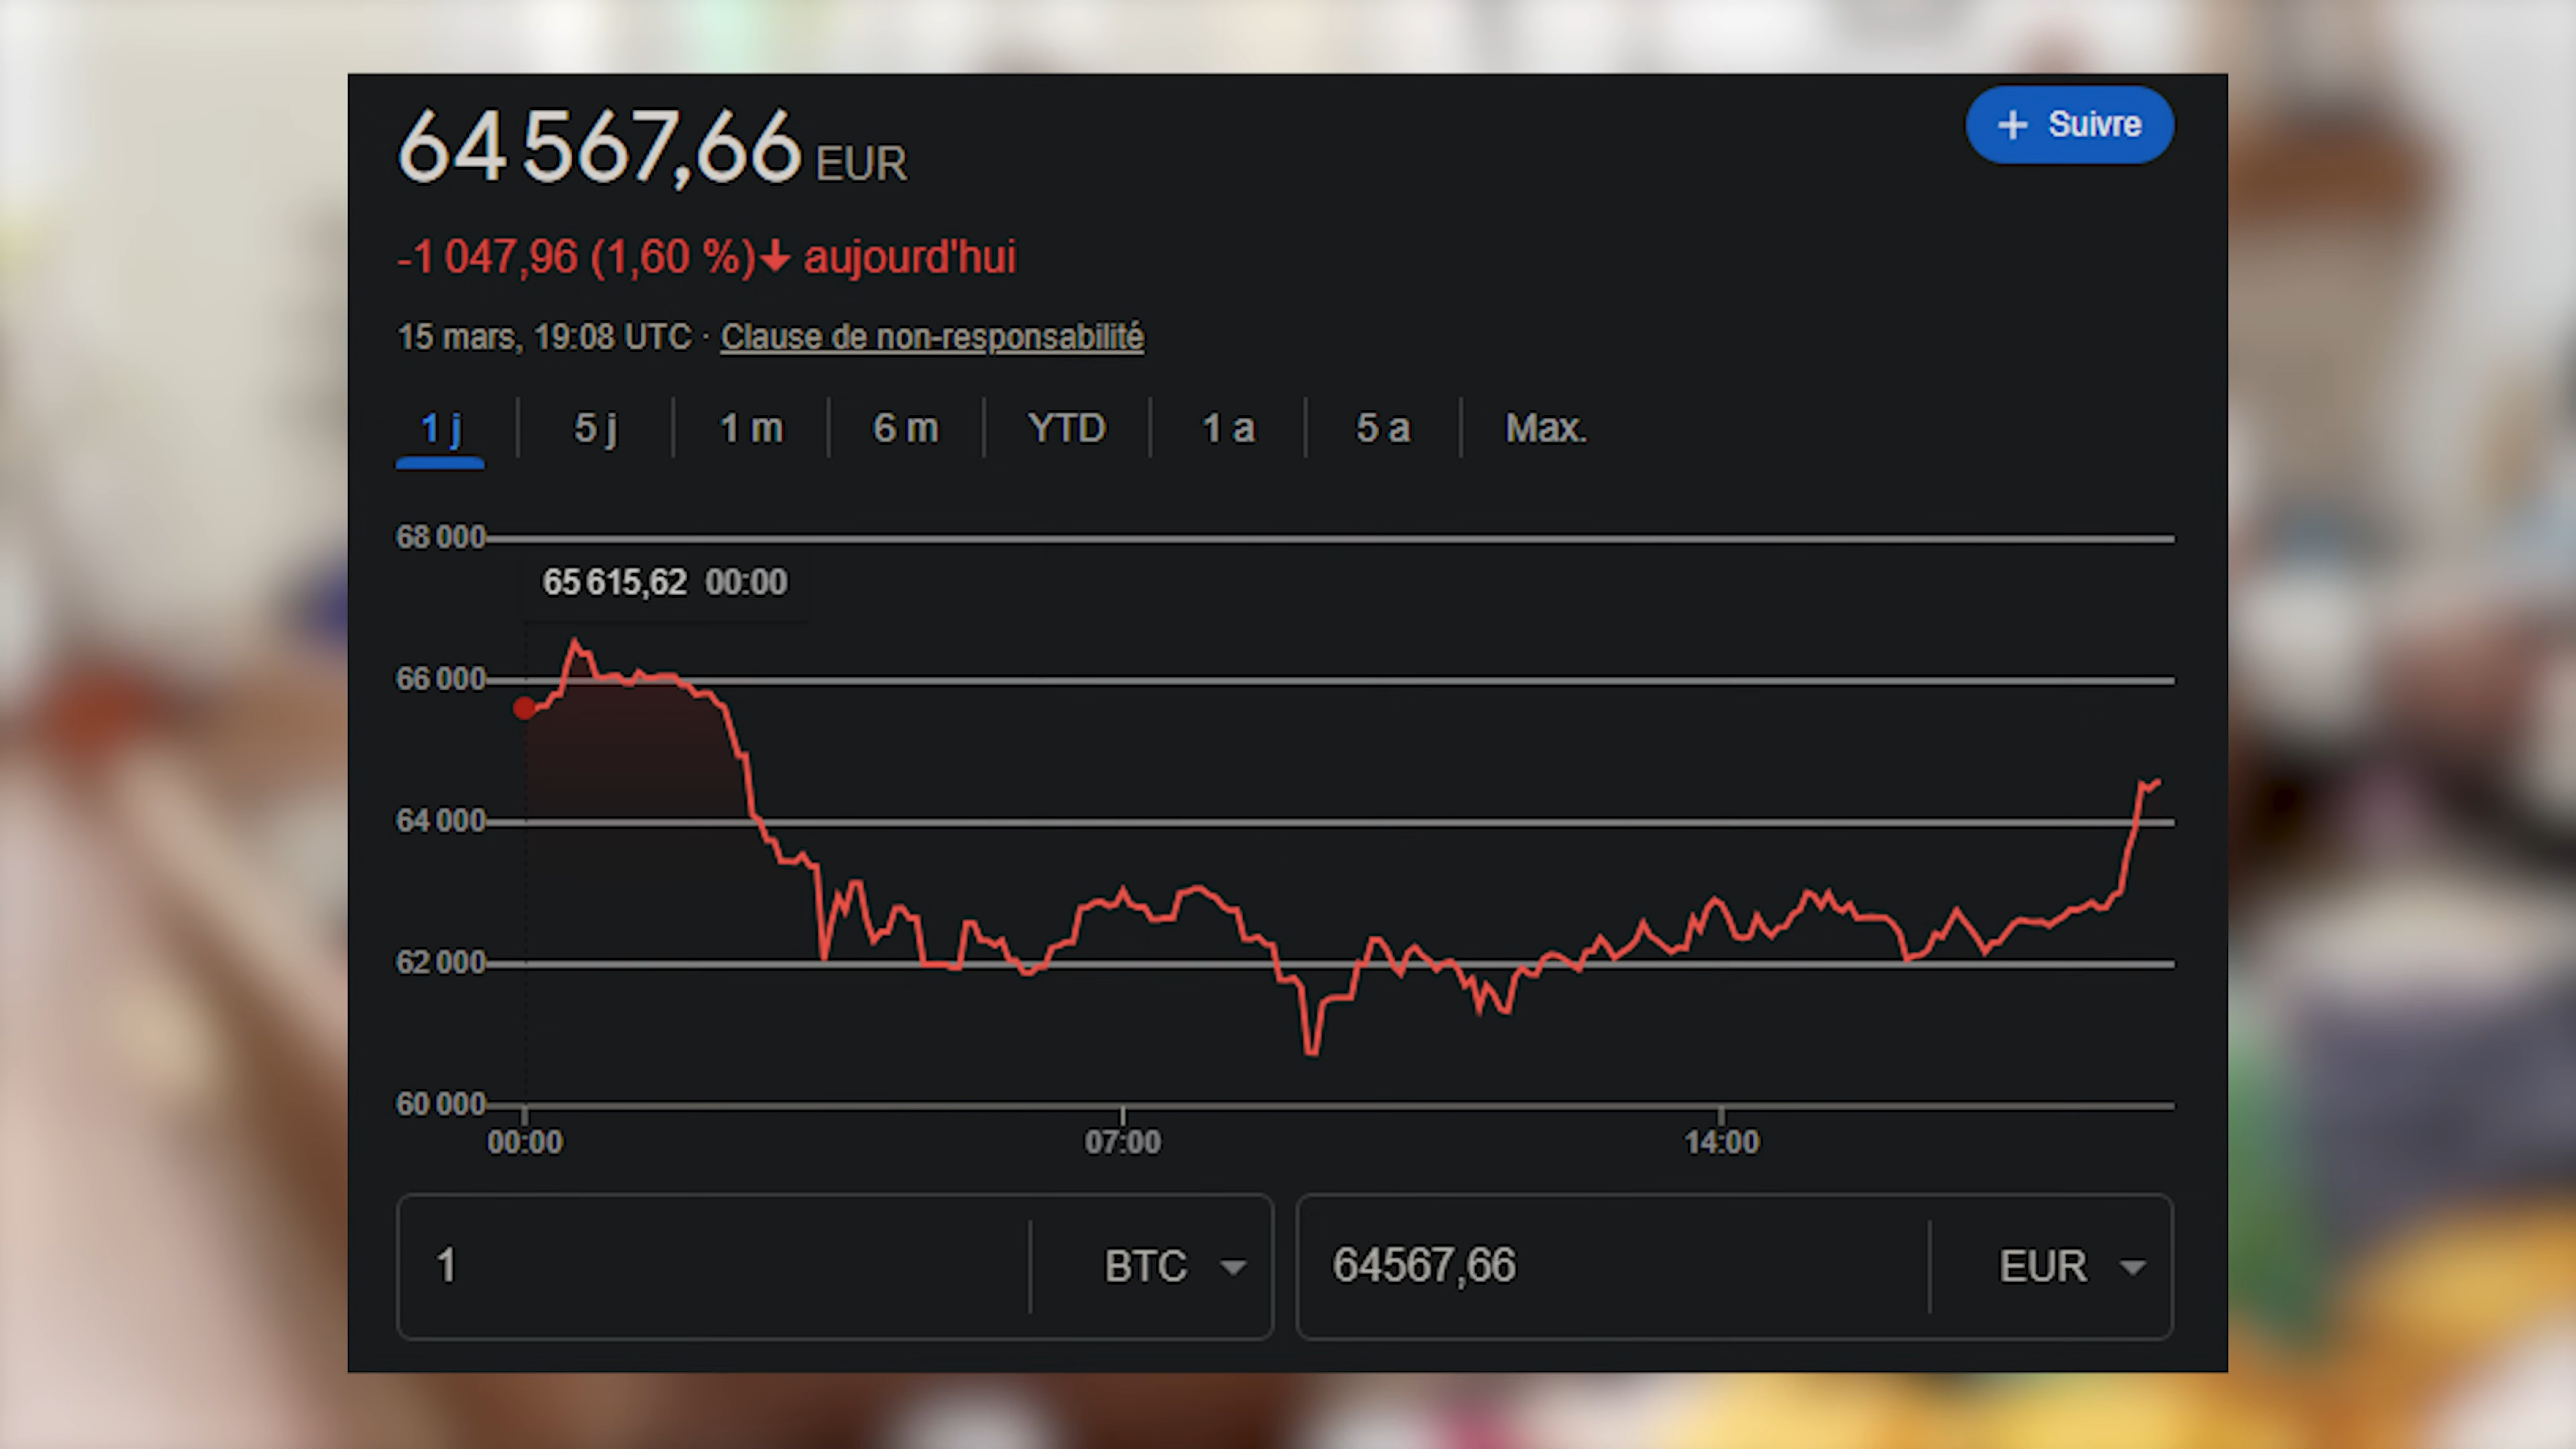 64 567,66 EUR
+ Suivre
-1 047,96 (1,60 %)↓ aujourd'hui
15 mars, 19:08 UTC · Clause de non-responsabilité
1 j 5 j 1 m 6 m YTD 1 a 5 a Max.
68 000
65 615,62 00:00
66 000
64 000
62 000
60 000
00:00 07:00 14:00
1 BTC 64567,66 EUR